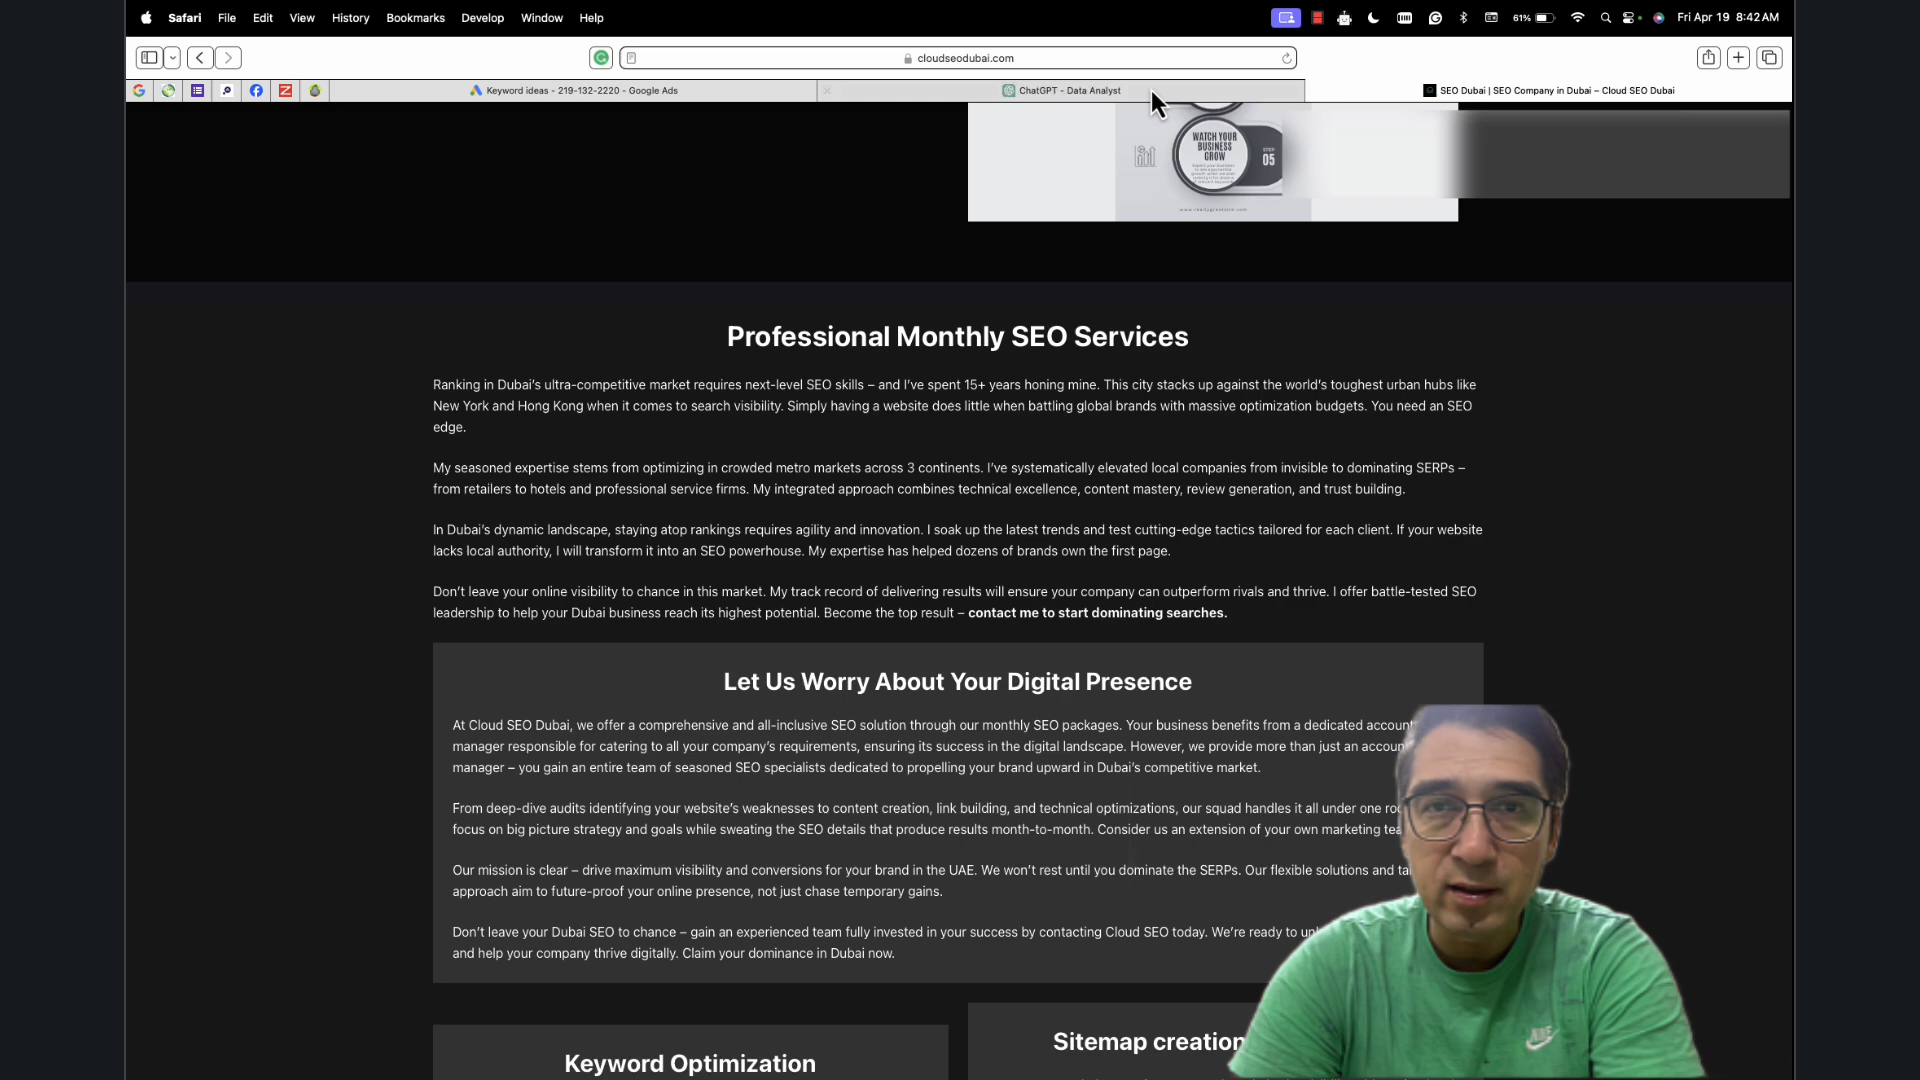 Safari File Edit View History Bookmarks Develop Window Help 61% Fri Apr 19 8:42 AM
cloudseodubai.com
Keyword ideas - 219-132-2220 - Google Ads
ChatGPT - Data Analyst
SEO Dubai | SEO Company in Dubai – Cloud SEO Dubai
WATCH YOUR
BUSINESS
GROW
STEP
05
Professional Monthly SEO Services
Ranking in Dubai's ultra-competitive market requires next-level SEO skills – and I've spent 15+ years honing mine. This city stacks up against the world's toughest urban hubs like
New York and Hong Kong when it comes to search visibility. Simply having a website does little when battling global brands with massive optimization budgets. You need an SEO
edge.
My seasoned expertise stems from optimizing in crowded metro markets across 3 continents. I've systematically elevated local companies from invisible to dominating SERPs –
from retailers to hotels and professional service firms. My integrated approach combines technical excellence, content mastery, review generation, and trust building.
In Dubai's dynamic landscape, staying atop rankings requires agility and innovation. I soak up the latest trends and test cutting-edge tactics tailored for each client. If your website
lacks local authority, I will transform it into an SEO powerhouse. My expertise has helped dozens of brands own the first page.
Don't leave your online visibility to chance in this market. My track record of delivering results will ensure your company can outperform rivals and thrive. I offer battle-tested SEO
leadership to help your Dubai business reach its highest potential. Become the top result – contact me to start dominating searches.
Let Us Worry About Your Digital Presence
At Cloud SEO Dubai, we offer a comprehensive and all-inclusive SEO solution through our monthly SEO packages. Your business benefits from a dedicated account
manager responsible for catering to all your company's requirements, ensuring its success in the digital landscape. However, we provide more than just an account
manager – you gain an entire team of seasoned SEO specialists dedicated to propelling your brand upward in Dubai's competitive market.
From deep-dive audits identifying your website's weaknesses to content creation, link building, and technical optimizations, our squad handles it all under one
focus on big picture strategy and goals while sweating the SEO details that produce results month-to-month. Consider us an extension of your own marketing
Our mission is clear – drive maximum visibility and conversions for your brand in the UAE. We won't rest until you dominate the SERPs. Our flexible solutions and
approach aim to future-proof your online presence, not just chase temporary gains.
Don't leave your Dubai SEO to chance – gain an experienced team fully invested in your success by contacting Cloud SEO today. We're ready to
and help your company thrive digitally. Claim your dominance in Dubai now.
Keyword Optimization
Sitemap creation
NIKE